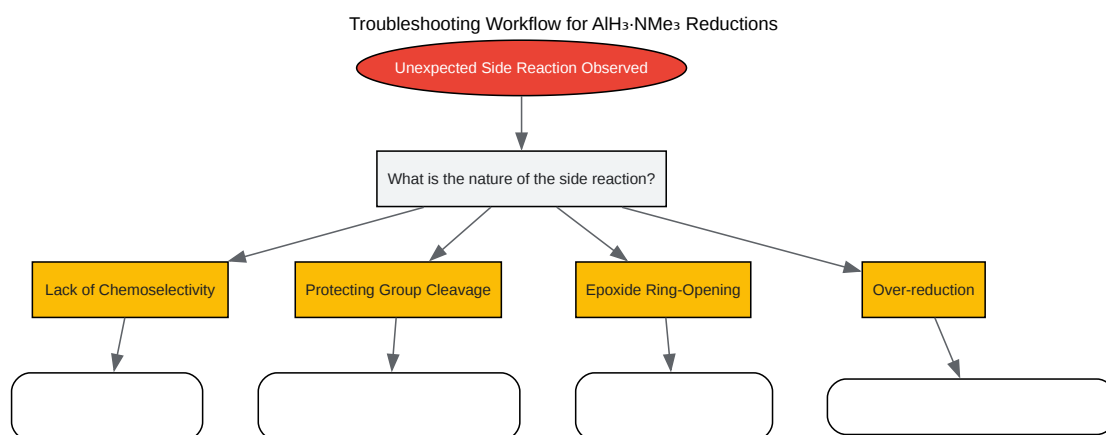 Troubleshooting Workflow for AlH₃·NMe₃ Reductions
Unexpected Side Reaction Observed
What is the nature of the side reaction?
Lack of Chemoselectivity
Protecting Group Cleavage
Epoxide Ring-Opening
Over-reduction